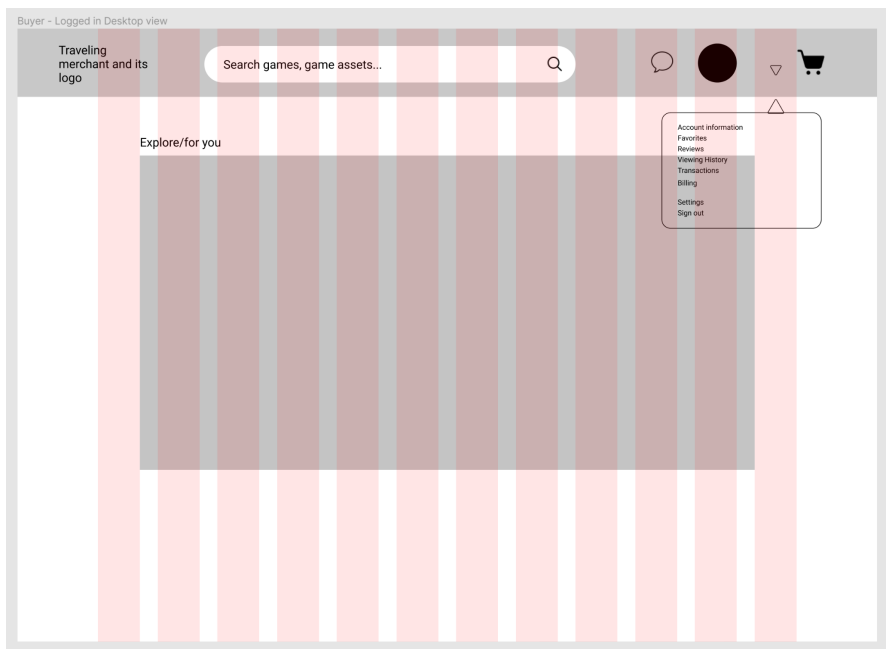 Buyer - Logged in Desktop view
Traveling
merchant and its
logo
Search games, game assets...
Explore/for you
Account information
Favorites
Reviews
Viewing History
Transactions
Billing
Settings
Sign out